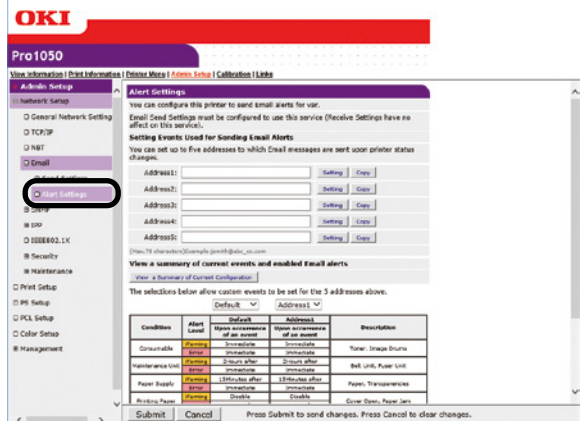 OKI
Pro1050
View Information | Print Information | Printer Menu | Admin Setup | Calibration | Links
Admin Setup
Network Setup
General Network Setting
TCP/IP
NBT
Email
Send Settings
Alert Settings
SNMP
IPP
IEEE802.1X
Security
Maintenance
Print Setup
PS Setup
PCL Setup
Color Setup
Management
Alert Settings
You can configure this printer to send Email alerts for var.
Email Send Settings must be configured to use this service (Receive Settings have no
affect on this service).
Setting Events Used for Sending Email Alerts
You can set up to five addresses to which Email messages are sent upon printer status
changes.
Address1: Setting Copy
Address2: Setting Copy
Address3: Setting Copy
Address4: Setting Copy
Address5: Setting Copy
(Max.79 characters)Example:jsmith@abc_co.com
View a summary of current events and enabled Email alerts
View a Summary of Current Configuration
The selections below allow custom events to be set for the 5 addresses above.
Default Address1
Condition Alert Level Default Upon occurrence of an event Address1 Upon occurrence of an event Description
Consumable Warning Immediate Immediate Toner, Image Drums
Error Immediate Immediate
Maintenance Unit Warning 2Hours after 2Hours after Belt Unit, Fuser Unit
Error Immediate Immediate
Paper Supply Warning 15Minutes after 15Minutes after Paper, Transparencies
Error Immediate Immediate
Printing Paper Warning Disable Disable Cover Open, Paper Jam
Error Immediate Immediate
Submit Cancel Press Submit to send changes. Press Cancel to clear changes.